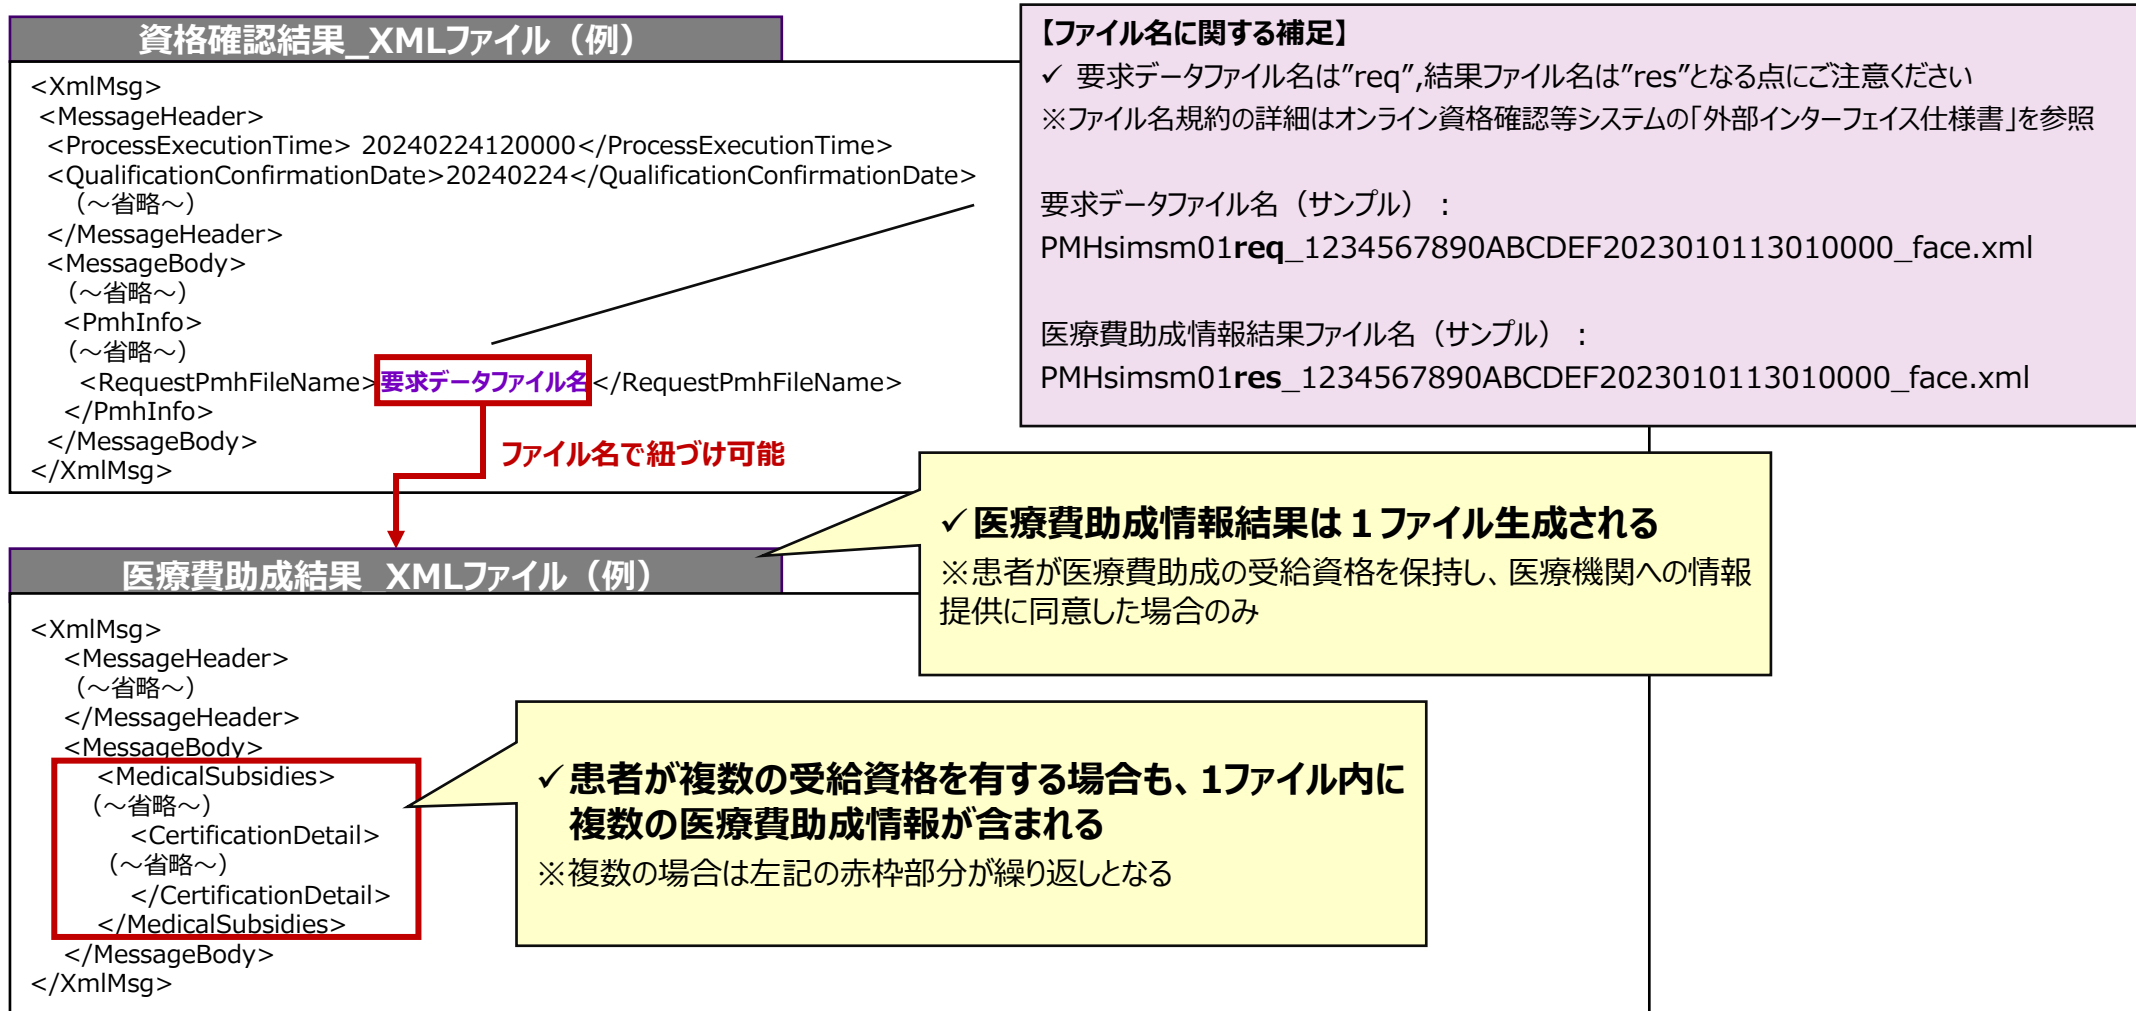 資格確認結果_XMLファイル（例）
<XmlMsg>
<MessageHeader>
<ProcessExecutionTime> 20240224120000</ProcessExecutionTime>
<QualificationConfirmationDate>20240224</QualificationConfirmationDate>
（～省略～）
</MessageHeader>
<MessageBody>
（～省略～）
<PmhInfo>
（～省略～）
<RequestPmhFileName>要求データファイル名</RequestPmhFileName>
</PmhInfo>
</MessageBody>
</XmlMsg>
ファイル名で紐づけ可能
【ファイル名に関する補足】
✓ 要求データファイル名は”req”,結果ファイル名は”res”となる点にご注意ください
※ファイル名規約の詳細はオンライン資格確認等システムの「外部インターフェイス仕様書」を参照
要求データファイル名（サンプル）：
PMHsimsm01req_1234567890ABCDEF2023010113010000_face.xml
医療費助成情報結果ファイル名（サンプル）：
PMHsimsm01res_1234567890ABCDEF2023010113010000_face.xml
✓医療費助成情報結果は１ファイル生成される
※患者が医療費助成の受給資格を保持し、医療機関への情報
提供に同意した場合のみ
医療費助成結果_XMLファイル（例）
<XmlMsg>
<MessageHeader>
（～省略～）
</MessageHeader>
<MessageBody>
<MedicalSubsidies>
（～省略～）
<CertificationDetail>
（～省略～）
</CertificationDetail>
</MedicalSubsidies>
</MessageBody>
</XmlMsg>
✓患者が複数の受給資格を有する場合も、1ファイル内に
複数の医療費助成情報が含まれる
※複数の場合は左記の赤枠部分が繰り返しとなる